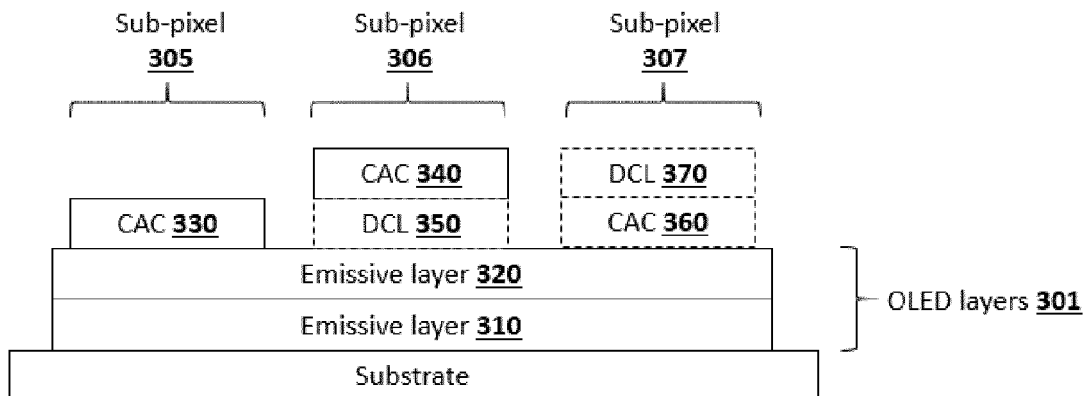 Sub-pixel
305
Sub-pixel
306
Sub-pixel
307
CAC 340
DCL 370
CAC 330
DCL 350
CAC 360
Emissive layer 320
Emissive layer 310
OLED layers 301
Substrate